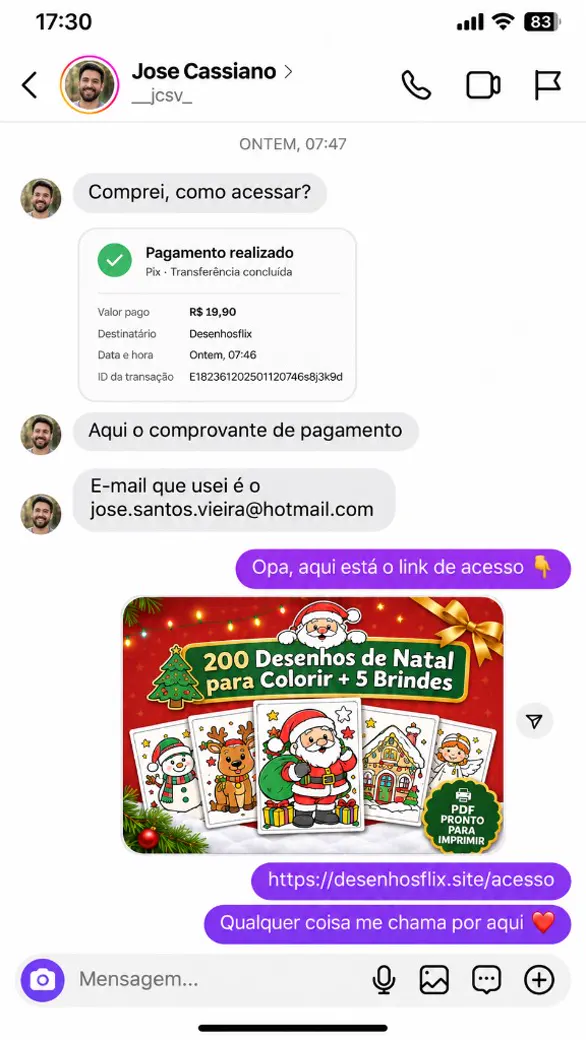 17:30
83
Jose Cassiano
__jcsv_
ONTEM, 07:47
Comprei, como acessar?
Pagamento realizado
Pix · Transferência concluída
Valor pago R$ 19,90
Destinatário Desenhosflix
Data e hora Ontem, 07:46
ID da transação E182361202501120746s8j3k9d
Aqui o comprovante de pagamento
E-mail que usei é o
jose.santos.vieira@hotmail.com
Opa, aqui está o link de acesso 👇
200 Desenhos de Natal
para Colorir + 5 Brindes
PDF
PRONTO
PARA
IMPRIMIR
https://desenhosflix.site/acesso
Qualquer coisa me chama por aqui ❤️
Mensagem...